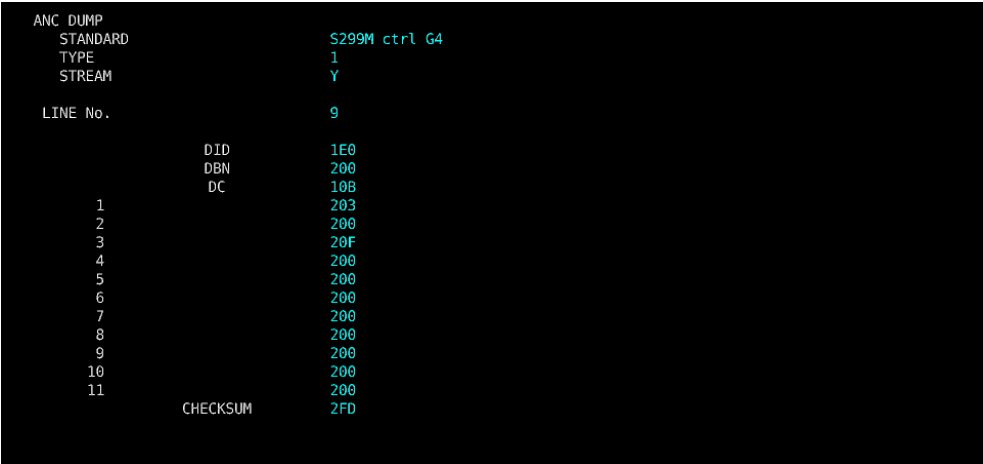 ANC DUMP
STANDARD S299M ctrl G4
TYPE 1
STREAM Y
LINE No. 9
DID 1E0
DBN 200
DC 10B
1 203
2 200
3 20F
4 200
5 200
6 200
7 200
8 200
9 200
10 200
11 200
CHECKSUM 2FD